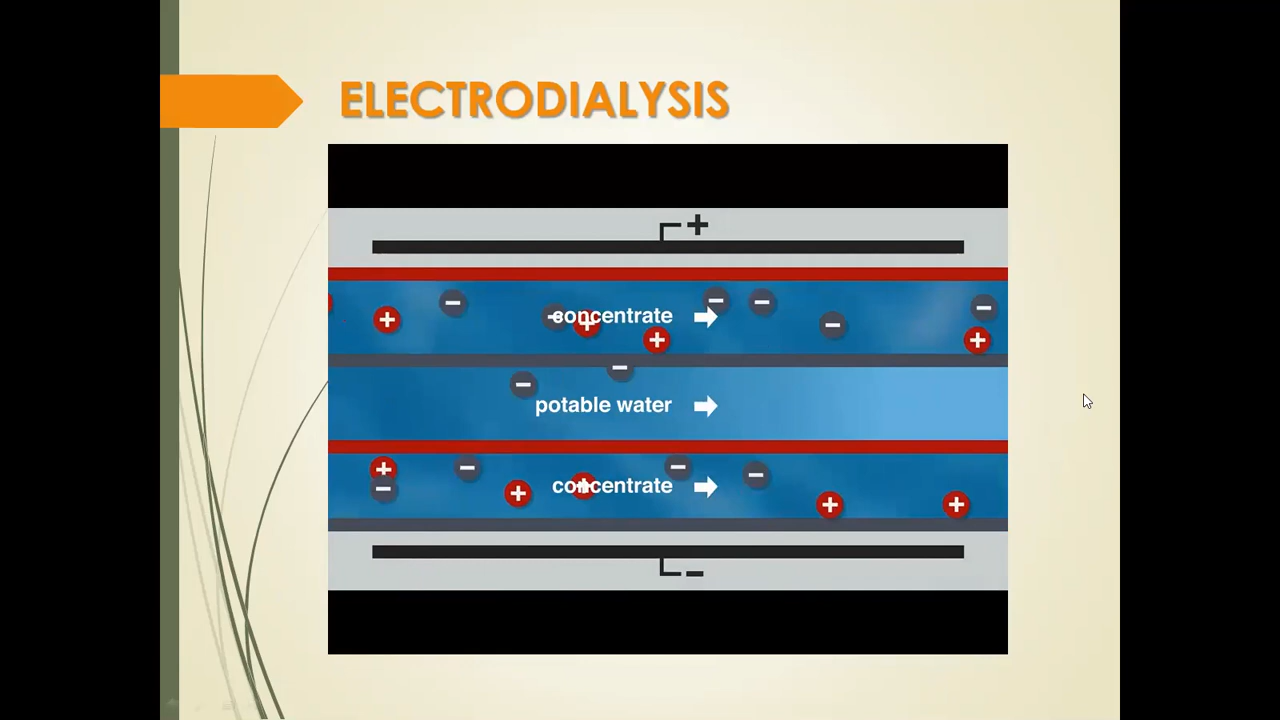 ELECTRODIALYSIS
+
concentrate
potable water
concentrate
-